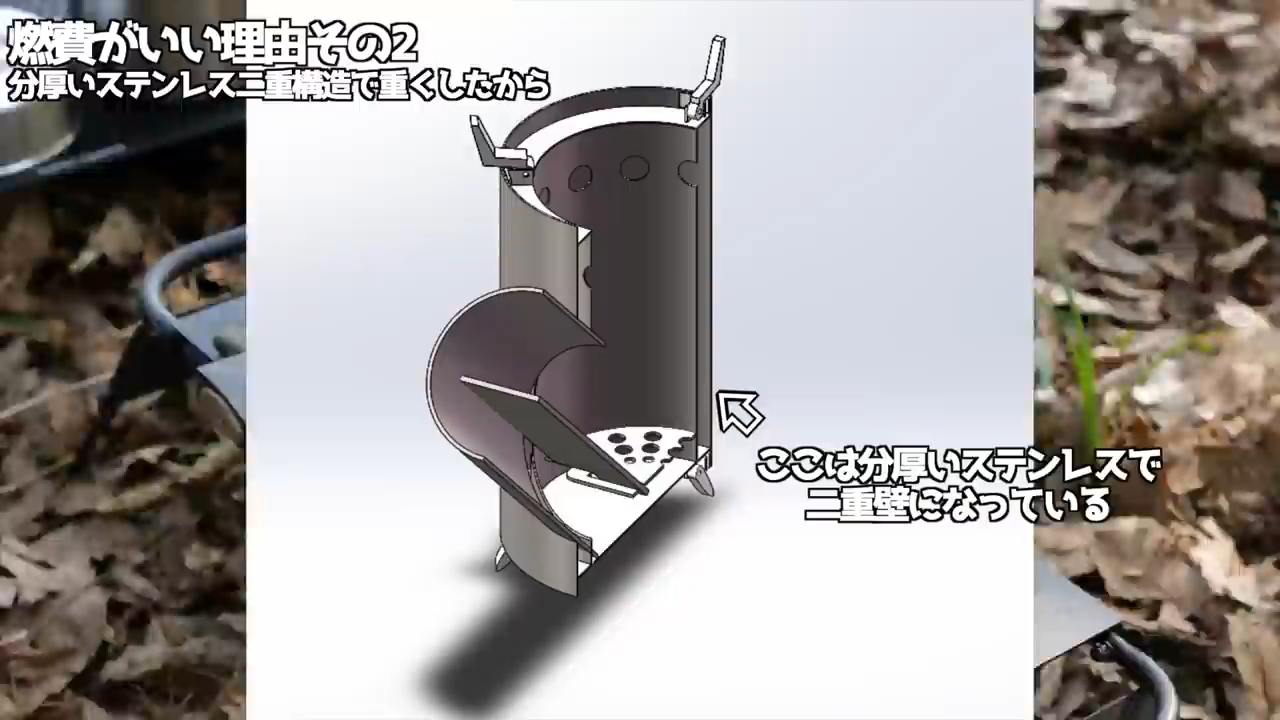 燃費がいい理由その2
分厚いステンレス二重構造で重くしたから
ここは分厚いステンレスで
二重壁になっている